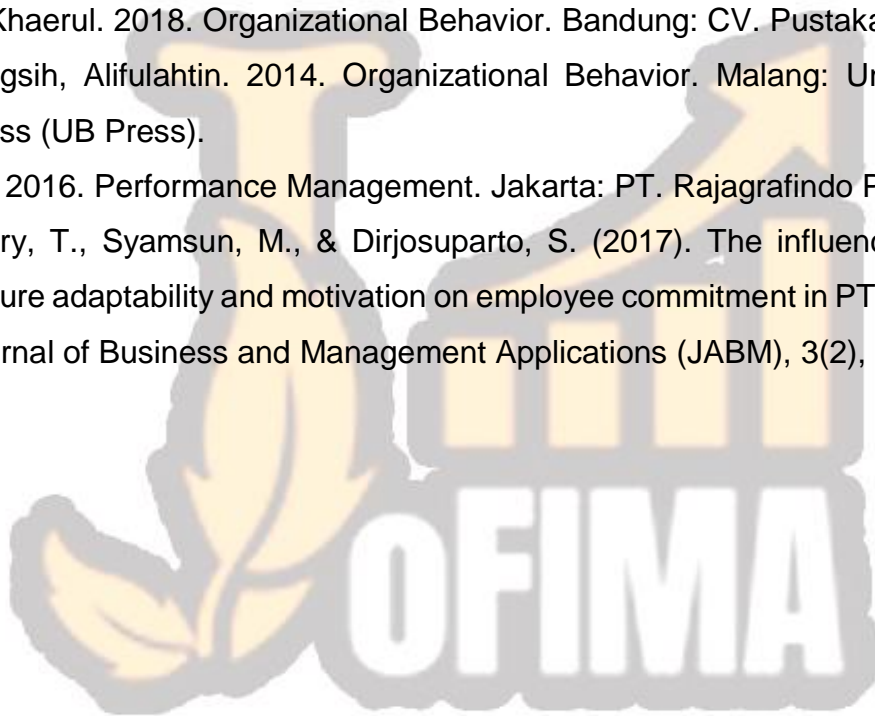 Khaerul. 2018. Organizational Behavior. Bandung: CV. Pustaka
gsih, Alifulahtin. 2014. Organizational Behavior. Malang: Ur
ss (UB Press).
2016. Performance Management. Jakarta: PT. Rajagrafindo P
ry, T., Syamsun, M., & Dirjosuparto, S. (2017). The influenc
ure adaptability and motivation on employee commitment in PT
rnal of Business and Management Applications (JABM), 3(2),
JOFIMA